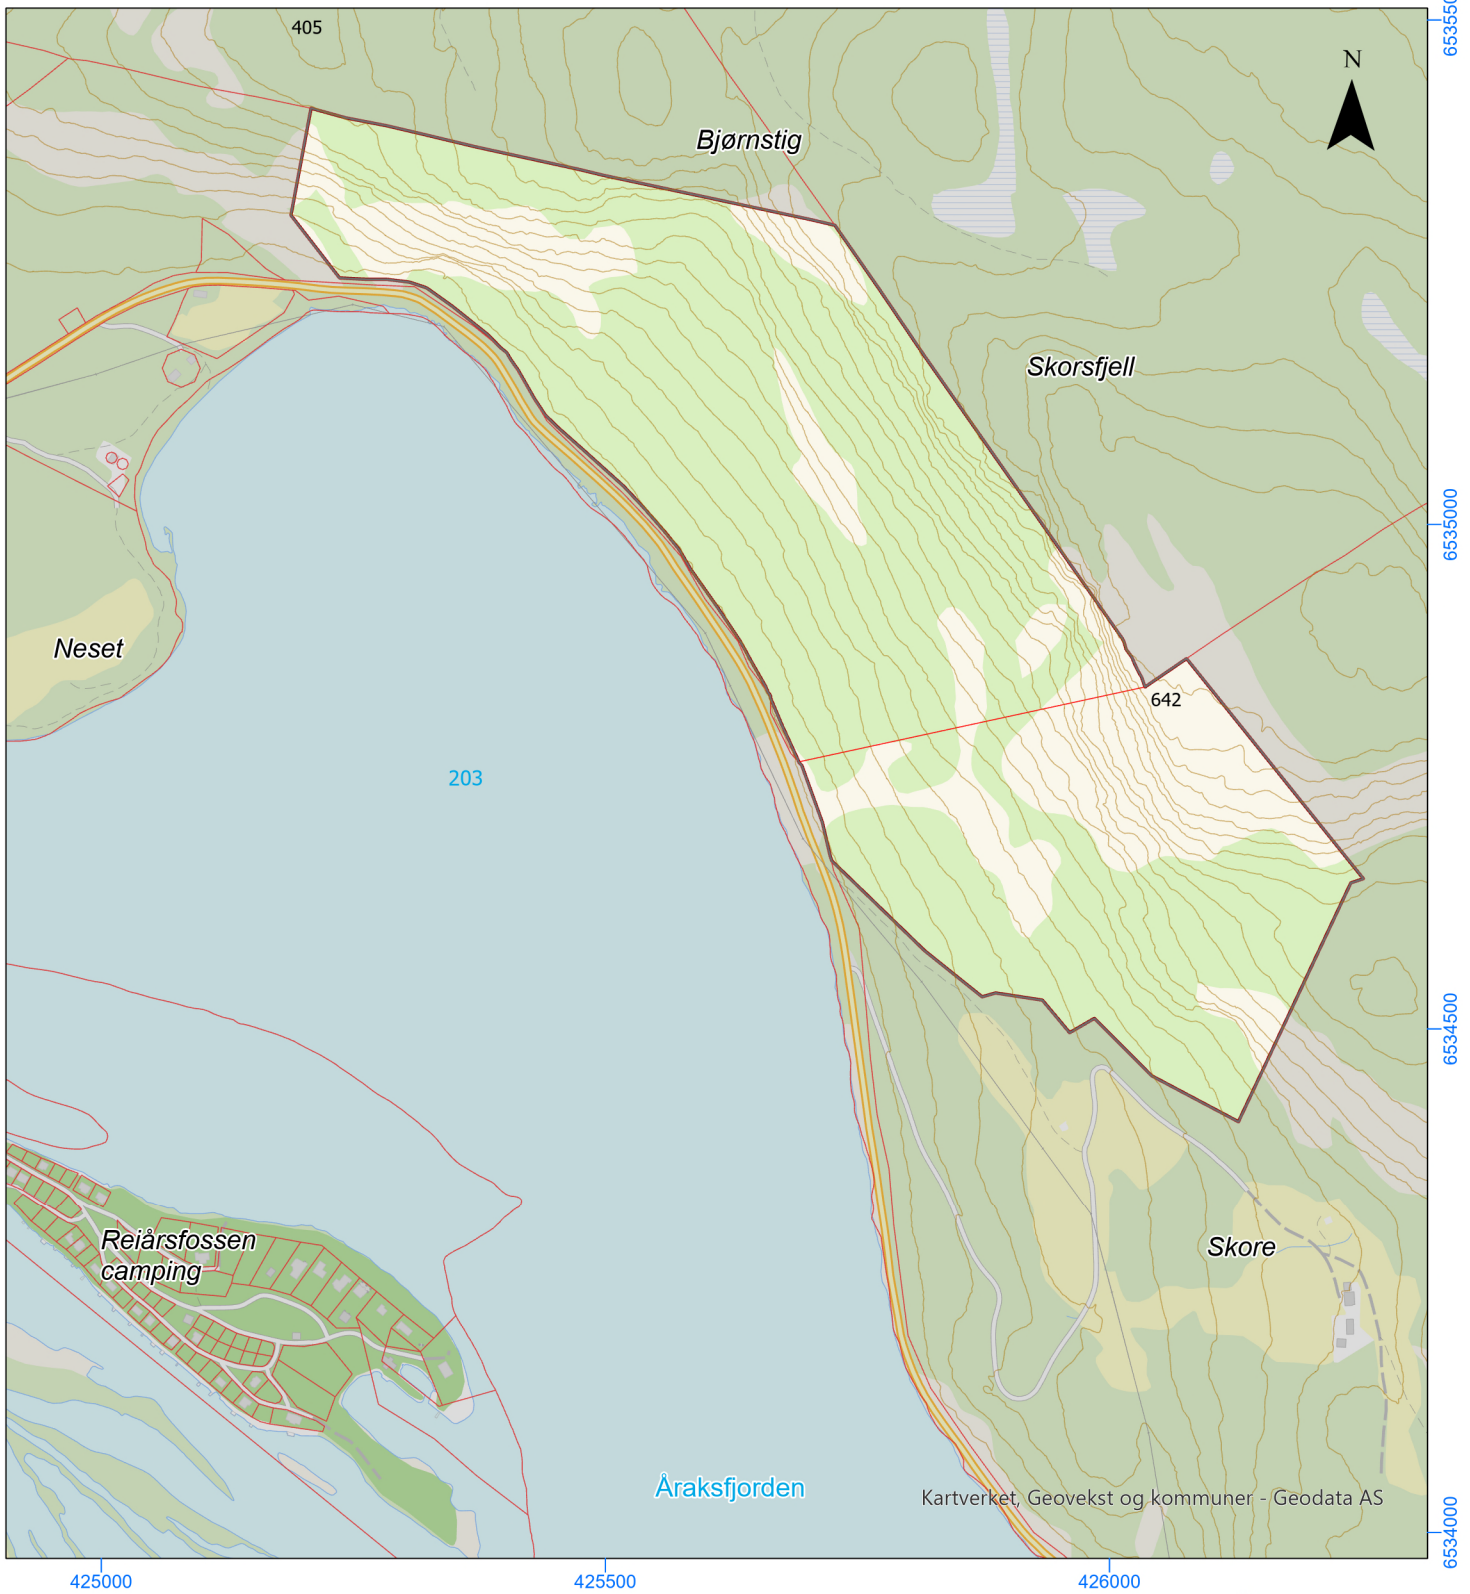 405
N
6535500
Bjørnstig
Skorsfjell
6535000
Neset
642
203
6534500
Reiårsfossen
camping
Skore
Åraksfjorden
Kartverket, Geovekst og kommuner - Geodata AS
6534000
425000
425500
426000